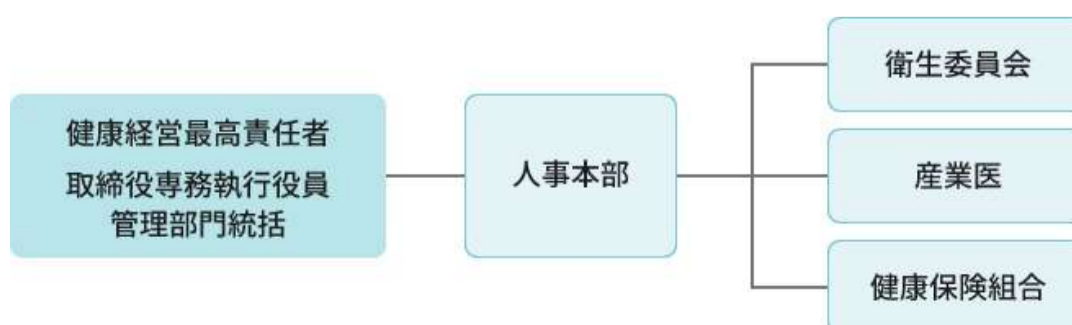 健康経営最高責任者
取締役専務執行役員
管理部門統括
人事本部
衛生委員会
産業医
健康保険組合